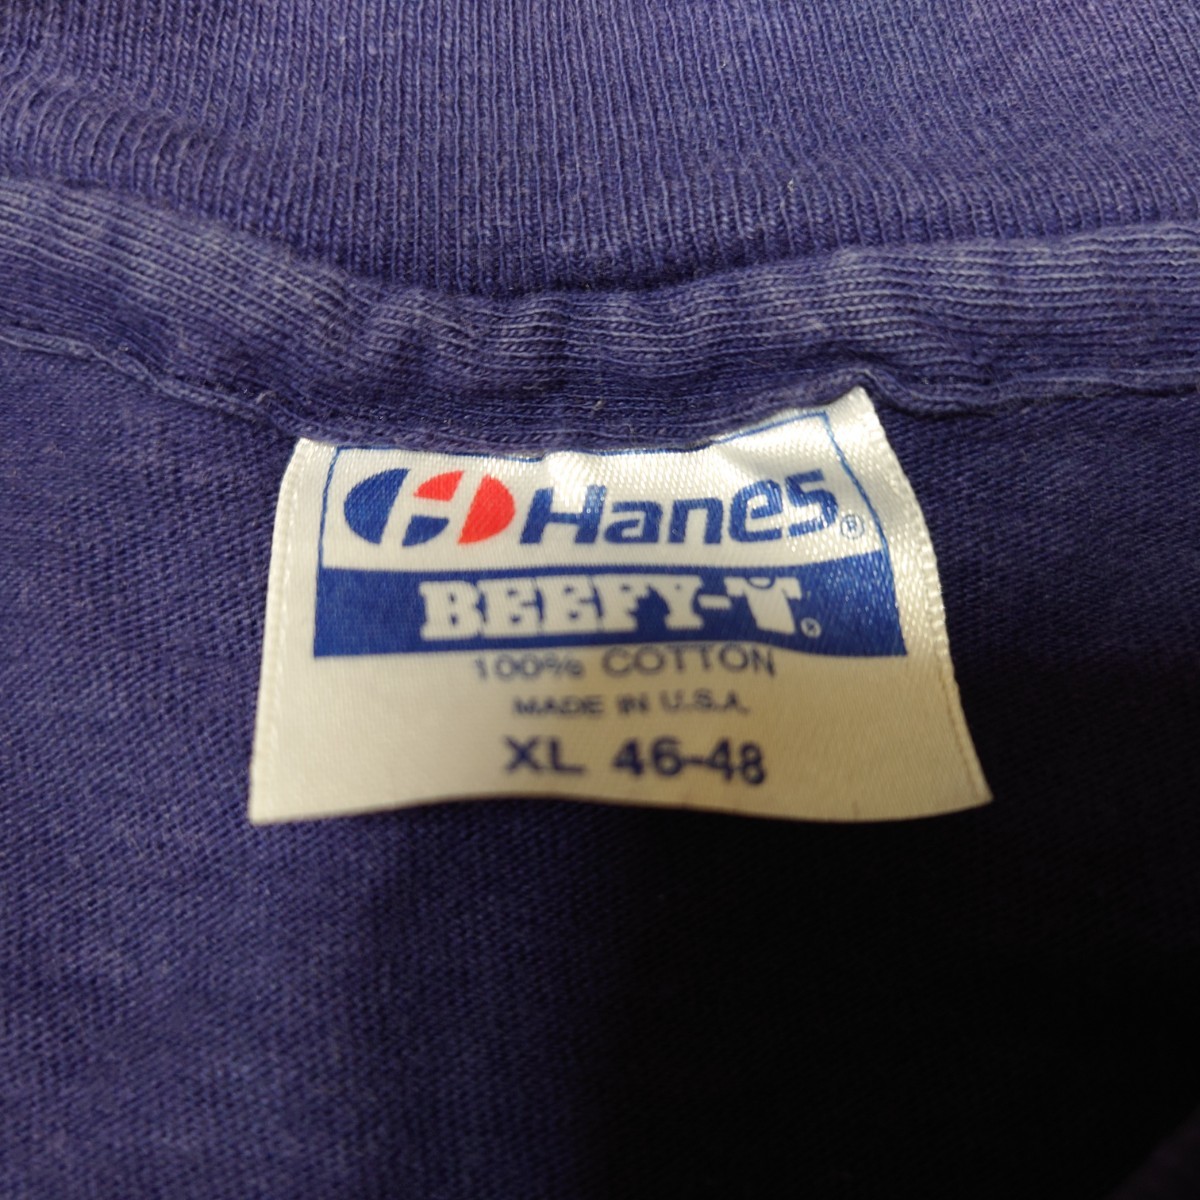 Hanes®
BEEFY-T®
100% COTTON
MADE IN U.S.A.
XL 46-48